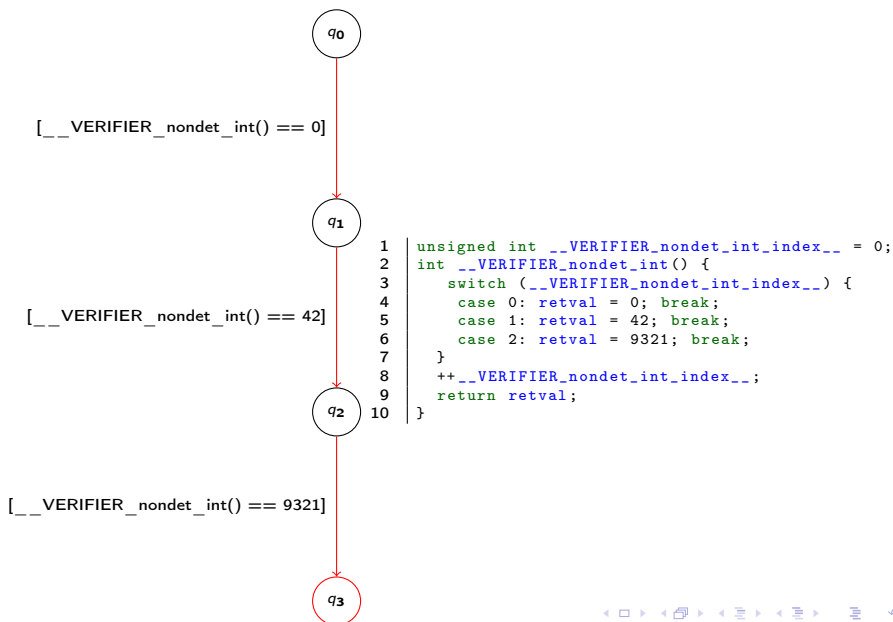 q0
[__VERIFIER_nondet_int() == 0]
q1
[__VERIFIER_nondet_int() == 42]
q2
[__VERIFIER_nondet_int() == 9321]
q3
1 unsigned int __VERIFIER_nondet_int_index__ = 0;
2 int __VERIFIER_nondet_int() {
3 switch (__VERIFIER_nondet_int_index__) {
4 case 0: retval = 0; break;
5 case 1: retval = 42; break;
6 case 2: retval = 9321; break;
7 }
8 ++__VERIFIER_nondet_int_index__;
9 return retval;
10 }